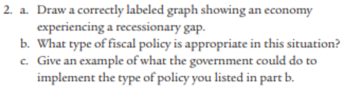 2. a. Draw a correctly labeled graph showing an economy
experiencing a recessionary gap.
b. What type of fiscal policy is appropriate in this situation?
c. Give an example of what the government could do to
implement the type of policy you listed in part b.